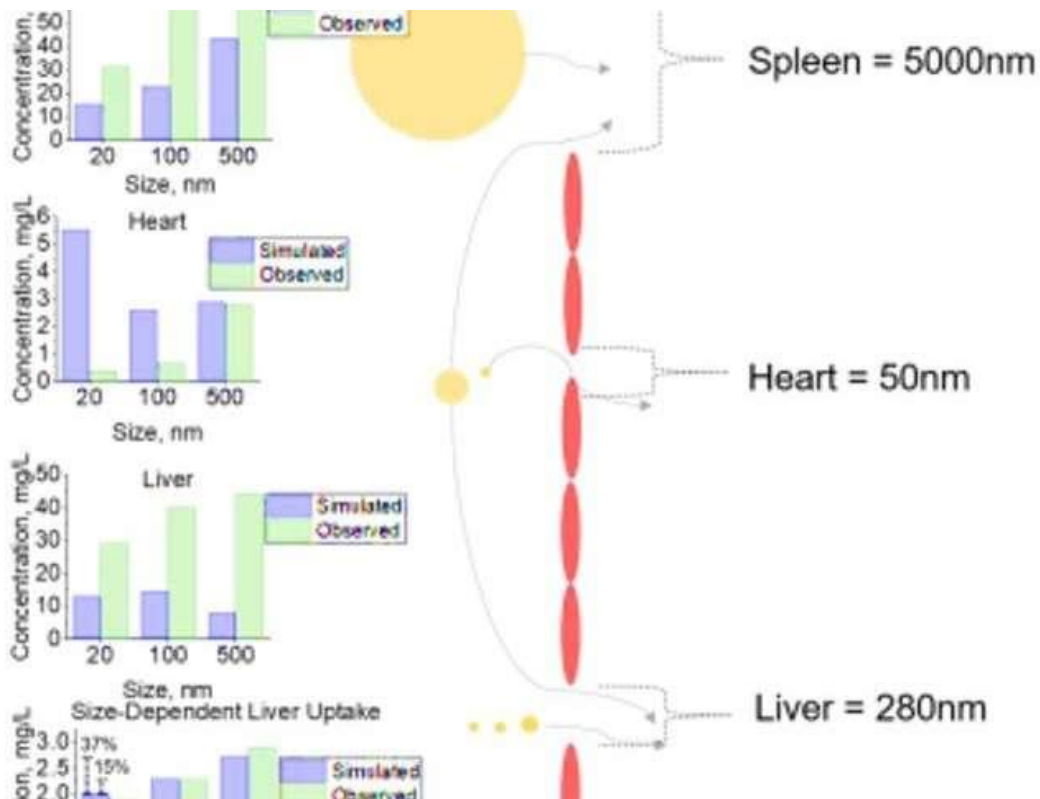 Concentration,
50
40
30
20
10
0
20 100 500
Size, nm
Observed
Spleen = 5000nm
Heart
Concentration, mg/L
6
5
4
3
2
1
0
20 100 500
Size, nm
Simulated
Observed
Heart = 50nm
Liver
Concentration, mg/L
50
40
30
20
10
0
20 100 500
Size, nm
Simulated
Observed
Liver = 280nm
Size-Dependent Liver Uptake
mg/L
3.0
2.5
2.0
37%
15%
Simulated
Observed